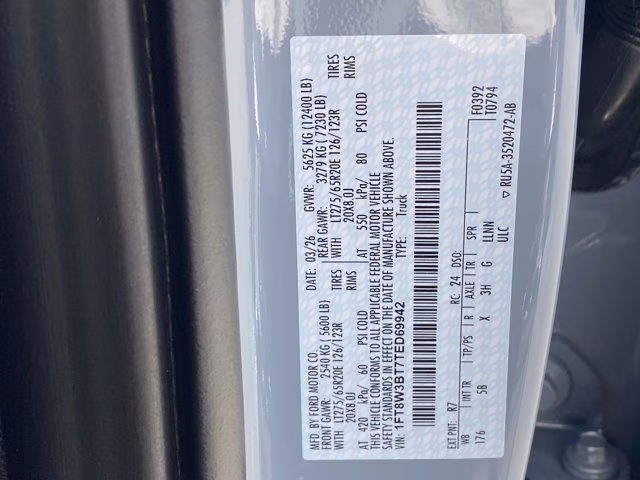 MFD. BY FORD MOTOR CO.
DATE: 03/26 GVWR: 5625 KG (12400 LB)
FRONT GAWR: 2540 KG ( 5600 LB) REAR GAWR: 3279 KG ( 7230 LB)
WITH LT275/65R20E 126/123R TIRES WITH LT275/65R20E 126/123R TIRES
20X8.0J RIMS 20X8.0J RIMS
AT 420 kPa/ 60 PSI COLD AT 550 kPa/ 80 PSI COLD
THIS VEHICLE CONFORMS TO ALL APPLICABLE FEDERAL MOTOR VEHICLE
SAFETY STANDARDS IN EFFECT ON THE DATE OF MANUFACTURE SHOWN ABOVE.
VIN: 1FT8W3BT7TED69942 TYPE: Truck
F0392
T0794
EXT PNT: R7 RC: 24 DSO:
WB INT TR TP/PS R AXLE TR SPR
176 5B X 3H G LLNN
ULC
▽ RU5A-3520472-AB